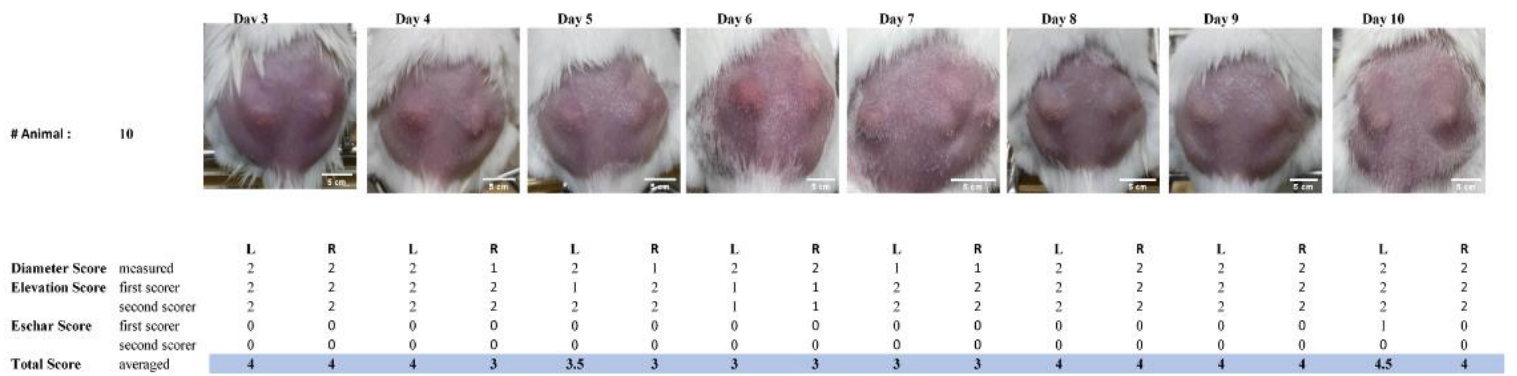 Day 3 Day 4 Day 5 Day 6 Day 7 Day 8 Day 9 Day 10
# Animal : 10
5 cm 5 cm 5 cm 5 cm 5 cm 5 cm 5 cm 5 cm
L R L R L R L R L R L R L R L R
Diameter Score measured 2 2 2 1 2 1 2 2 1 1 2 2 2 2 2 2
Elevation Score first scorer 2 2 2 2 1 2 1 1 2 2 2 2 2 2 2 2
second scorer 2 2 2 2 2 2 1 1 2 2 2 2 2 2 2 2
Eschar Score first scorer 0 0 0 0 0 0 0 0 0 0 0 0 0 0 1 0
second scorer 0 0 0 0 0 0 0 0 0 0 0 0 0 0 0 0
Total Score averaged 4 4 4 3 3.5 3 3 3 3 3 4 4 4 4 4.5 4